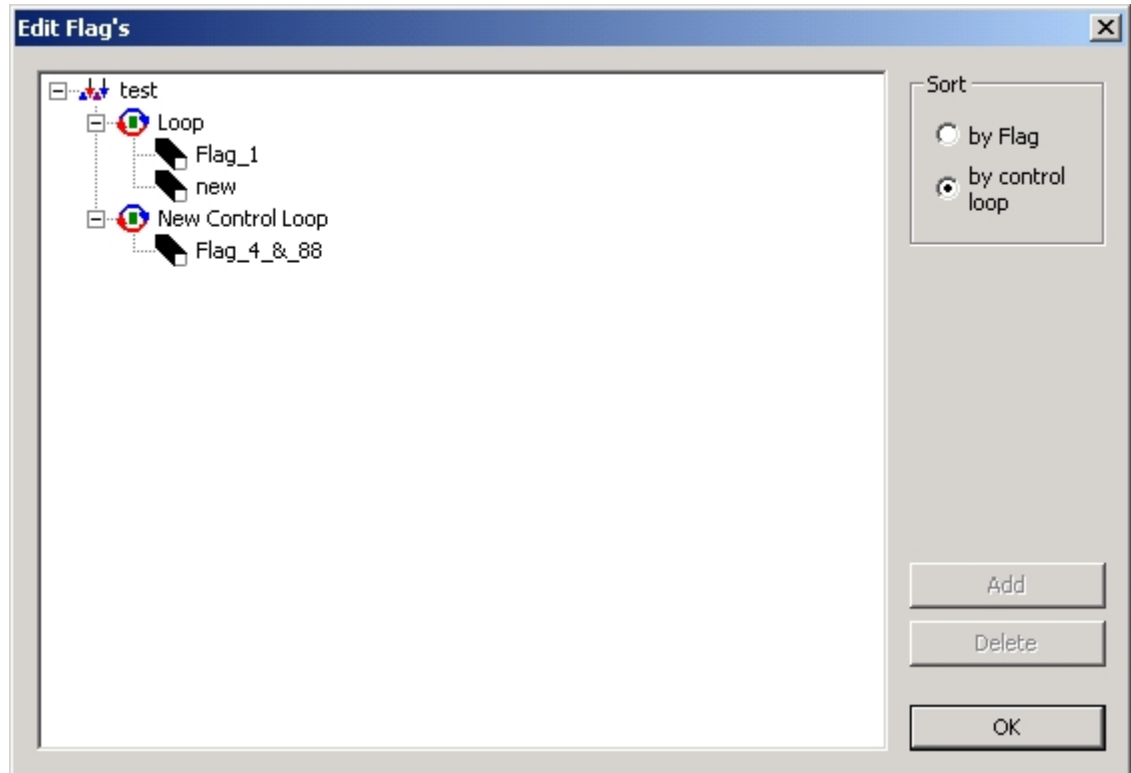 Edit Flag's
test
Loop
Flag_1
new
New Control Loop
Flag_4_&_88
Sort
by Flag
by control
loop
Add
Delete
OK